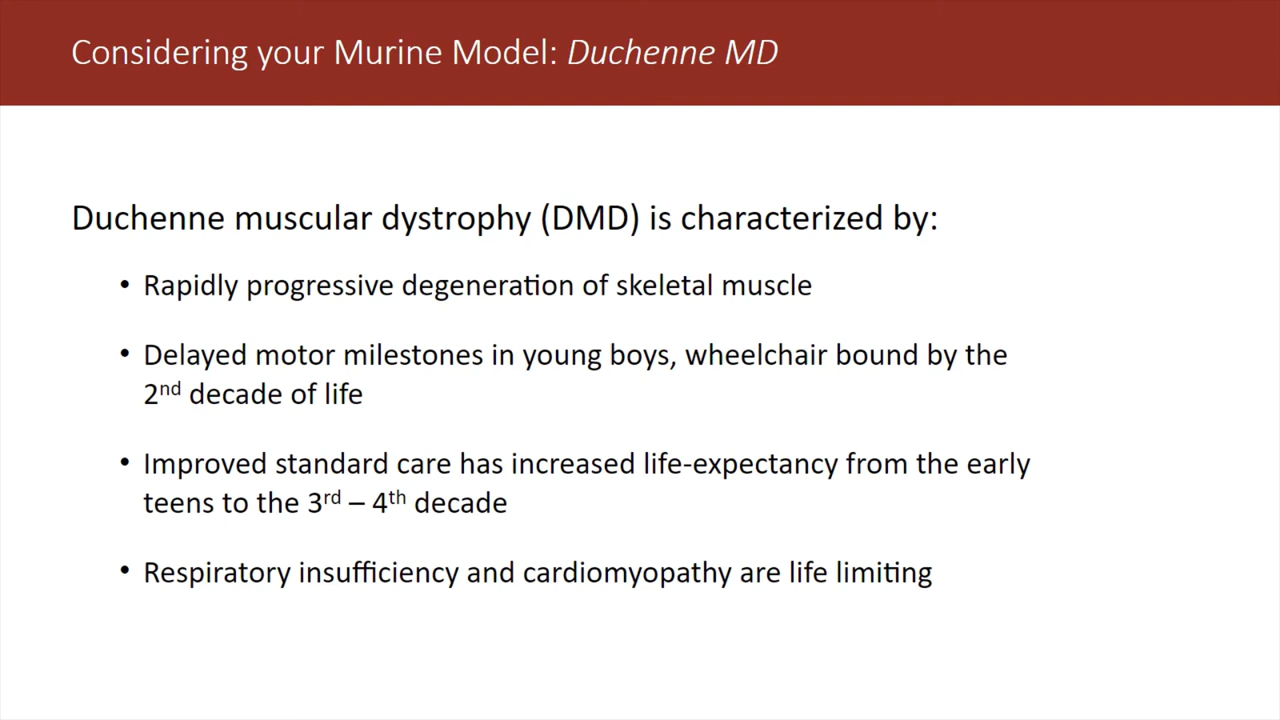 Considering your Murine Model: Duchenne MD
Duchenne muscular dystrophy (DMD) is characterized by:
• Rapidly progressive degeneration of skeletal muscle
• Delayed motor milestones in young boys, wheelchair bound by the
2nd decade of life
• Improved standard care has increased life-expectancy from the early
teens to the 3rd – 4th decade
• Respiratory insufficiency and cardiomyopathy are life limiting